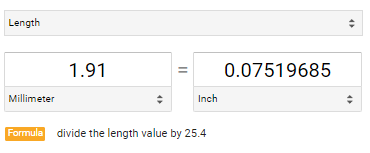 Length
1.91 = 0.07519685
Millimeter Inch
Formula divide the length value by 25.4